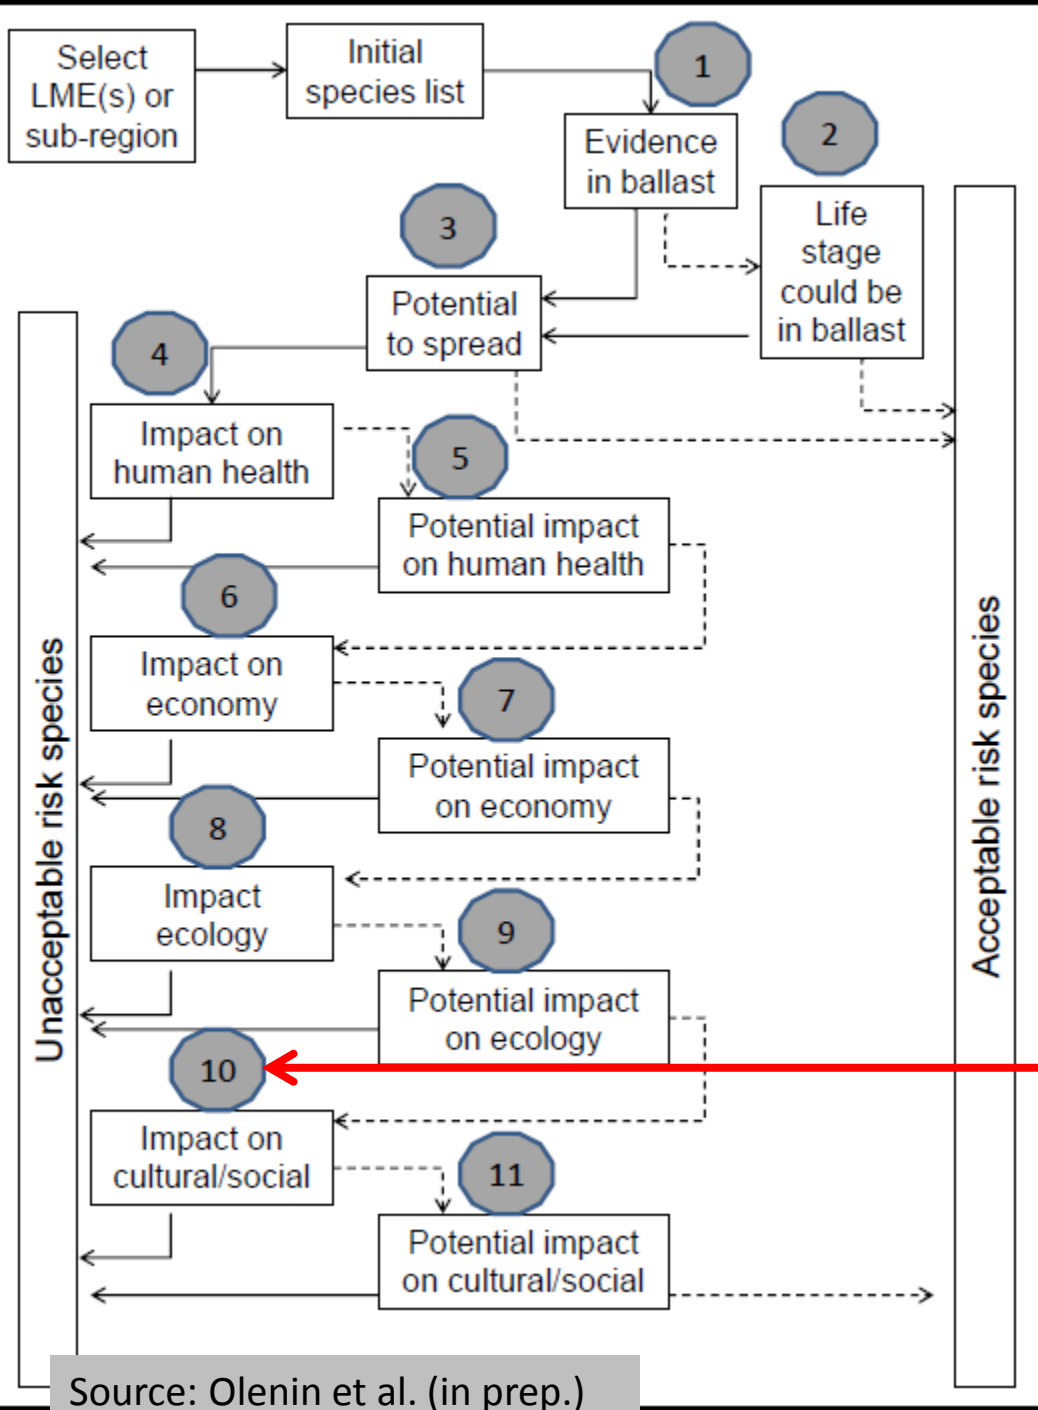 Select
LME(s) or
sub-region
Initial
species list
1
Evidence
in ballast
2
Life
stage
could be
in ballast
3
Potential
to spread
4
Impact on
human health
5
Potential impact
on human health
6
Impact on
economy
7
Potential impact
on economy
8
Impact
ecology
9
Potential impact
on ecology
10
Impact on
cultural/social
11
Potential impact
on cultural/social
Unacceptable risk species
Acceptable risk species
Source: Olenin et al. (in prep.)